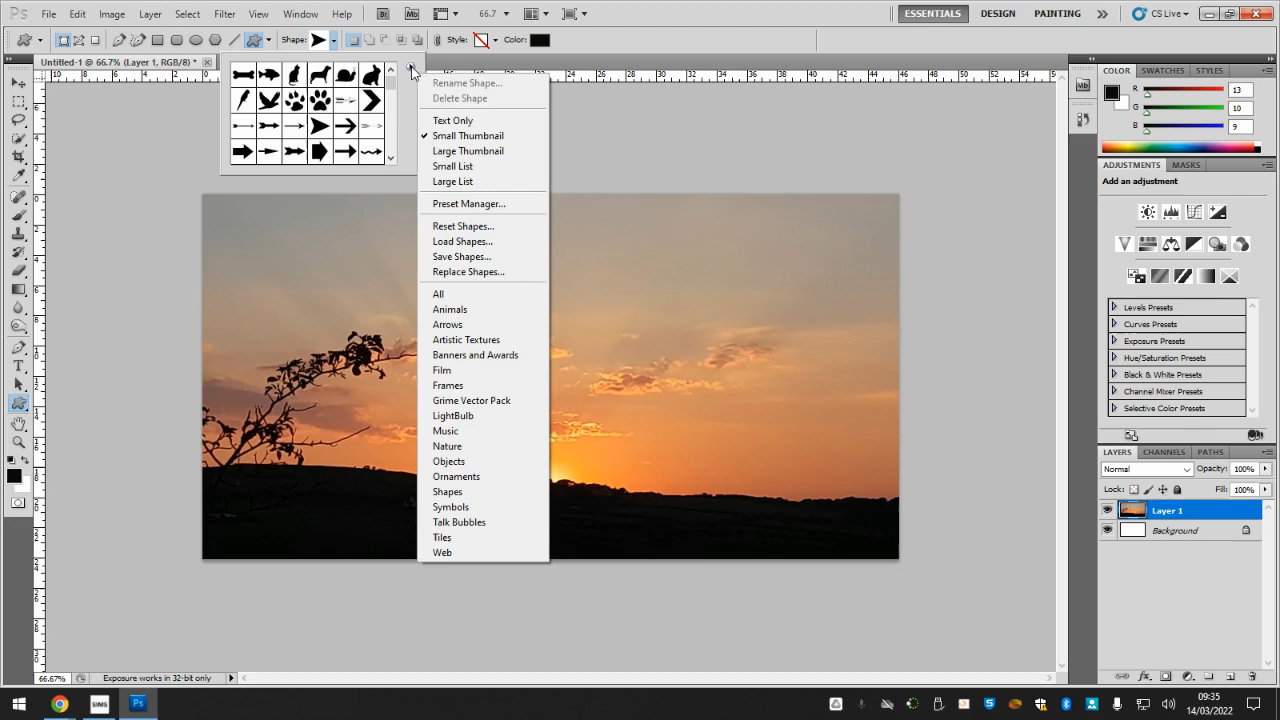 Ps File Edit Image Layer Select Filter View Window Help Br Mb 66.7 ESSENTIALS DESIGN PAINTING CS Live
Shape: Style: Color:
Untitled-1 @ 66.7% (Layer 1, RGB/8) *
Rename Shape...
Delete Shape
Text Only
Small Thumbnail
Large Thumbnail
Small List
Large List
Preset Manager...
Reset Shapes...
Load Shapes...
Save Shapes...
Replace Shapes...
All
Animals
Arrows
Artistic Textures
Banners and Awards
Film
Frames
Grime Vector Pack
LightBulb
Music
Nature
Objects
Ornaments
Shapes
Symbols
Talk Bubbles
Tiles
Web
COLOR SWATCHES STYLES
R 13
G 10
B 9
ADJUSTMENTS MASKS
Add an adjustment
Levels Presets
Curves Presets
Exposure Presets
Hue/Saturation Presets
Black & White Presets
Channel Mixer Presets
Selective Color Presets
LAYERS CHANNELS PATHS
Normal Opacity: 100%
Lock: Fill: 100%
Layer 1
Background
66.67% Exposure works in 32-bit only
SIMS Ps
09:35
14/03/2022